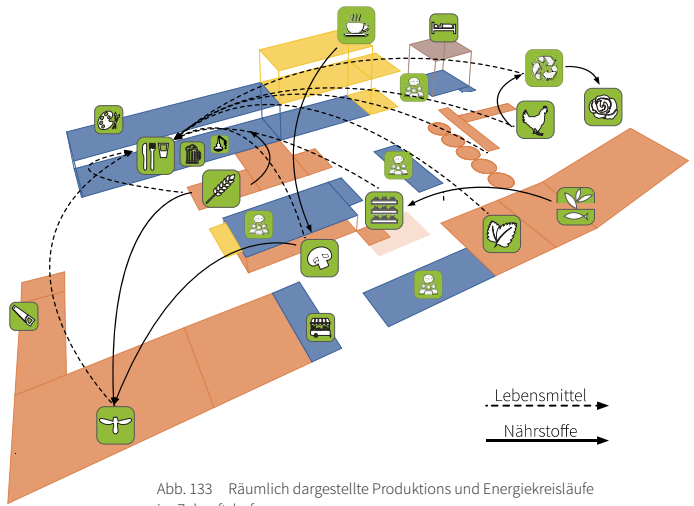 Lebensmittel
Nährstoffe
Abb. 133 Räumlich dargestellte Produktions und Energiekreisläufe